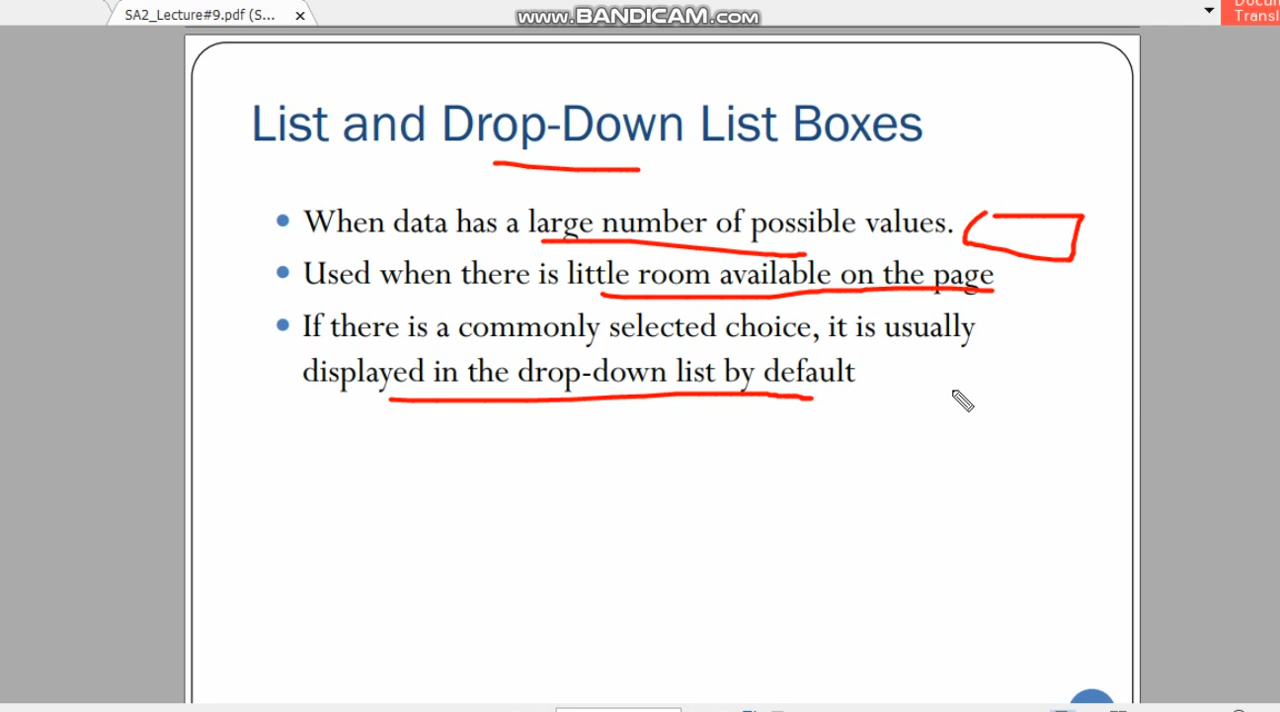 SA2_Lecture#9.pdf (S... ×
www.BANDICAM.com
Docum
Transl
List and Drop-Down List Boxes
• When data has a large number of possible values.
• Used when there is little room available on the page
• If there is a commonly selected choice, it is usually
displayed in the drop-down list by default